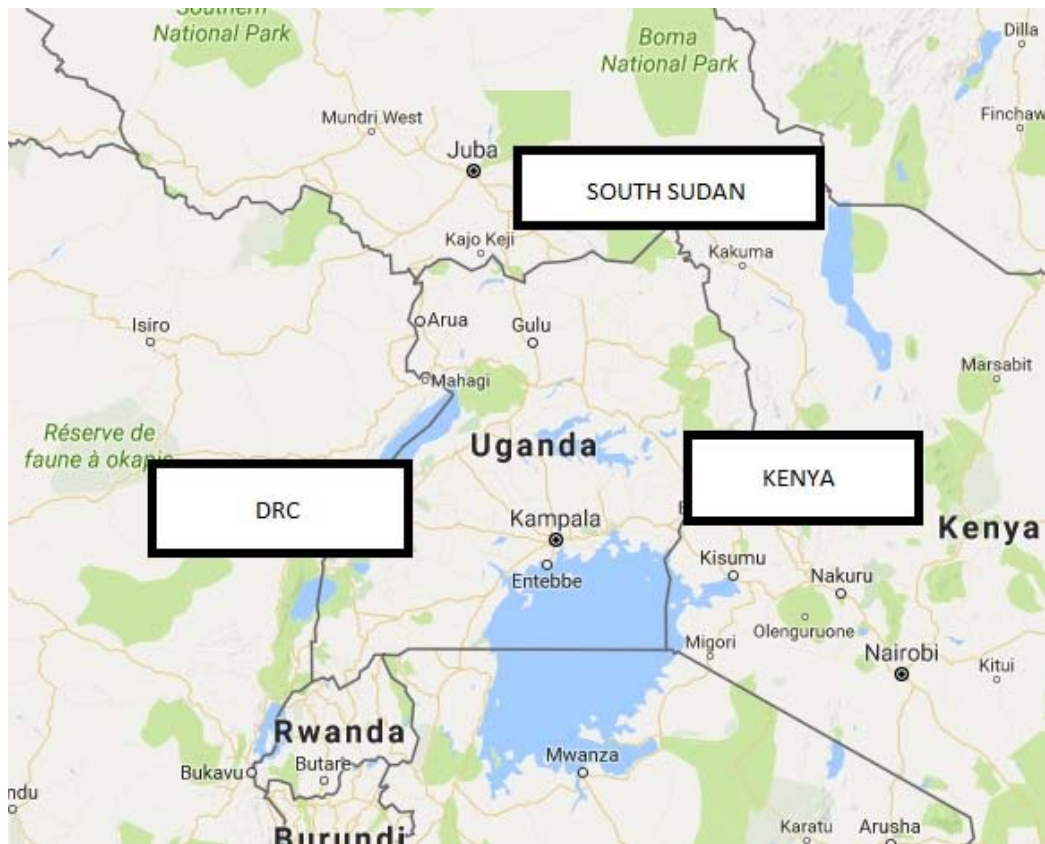 Southern
National Park
Boma
National Park
Dilla
Mundri West
Finchaw
Juba
SOUTH SUDAN
Kajo Keji
Kakuma
Isiro
Arua
Gulu
Mahagi
Marsabit
Réserve de
faune à okapis
Uganda
KENYA
DRC
Kampala
Kenya
Entebbe
Kisumu
Nakuru
Olenguruone
Migori
Nairobi
Kitui
Rwanda
Bukavu
Butare
Mwanza
ndu
Burundi
Karatu
Arusha